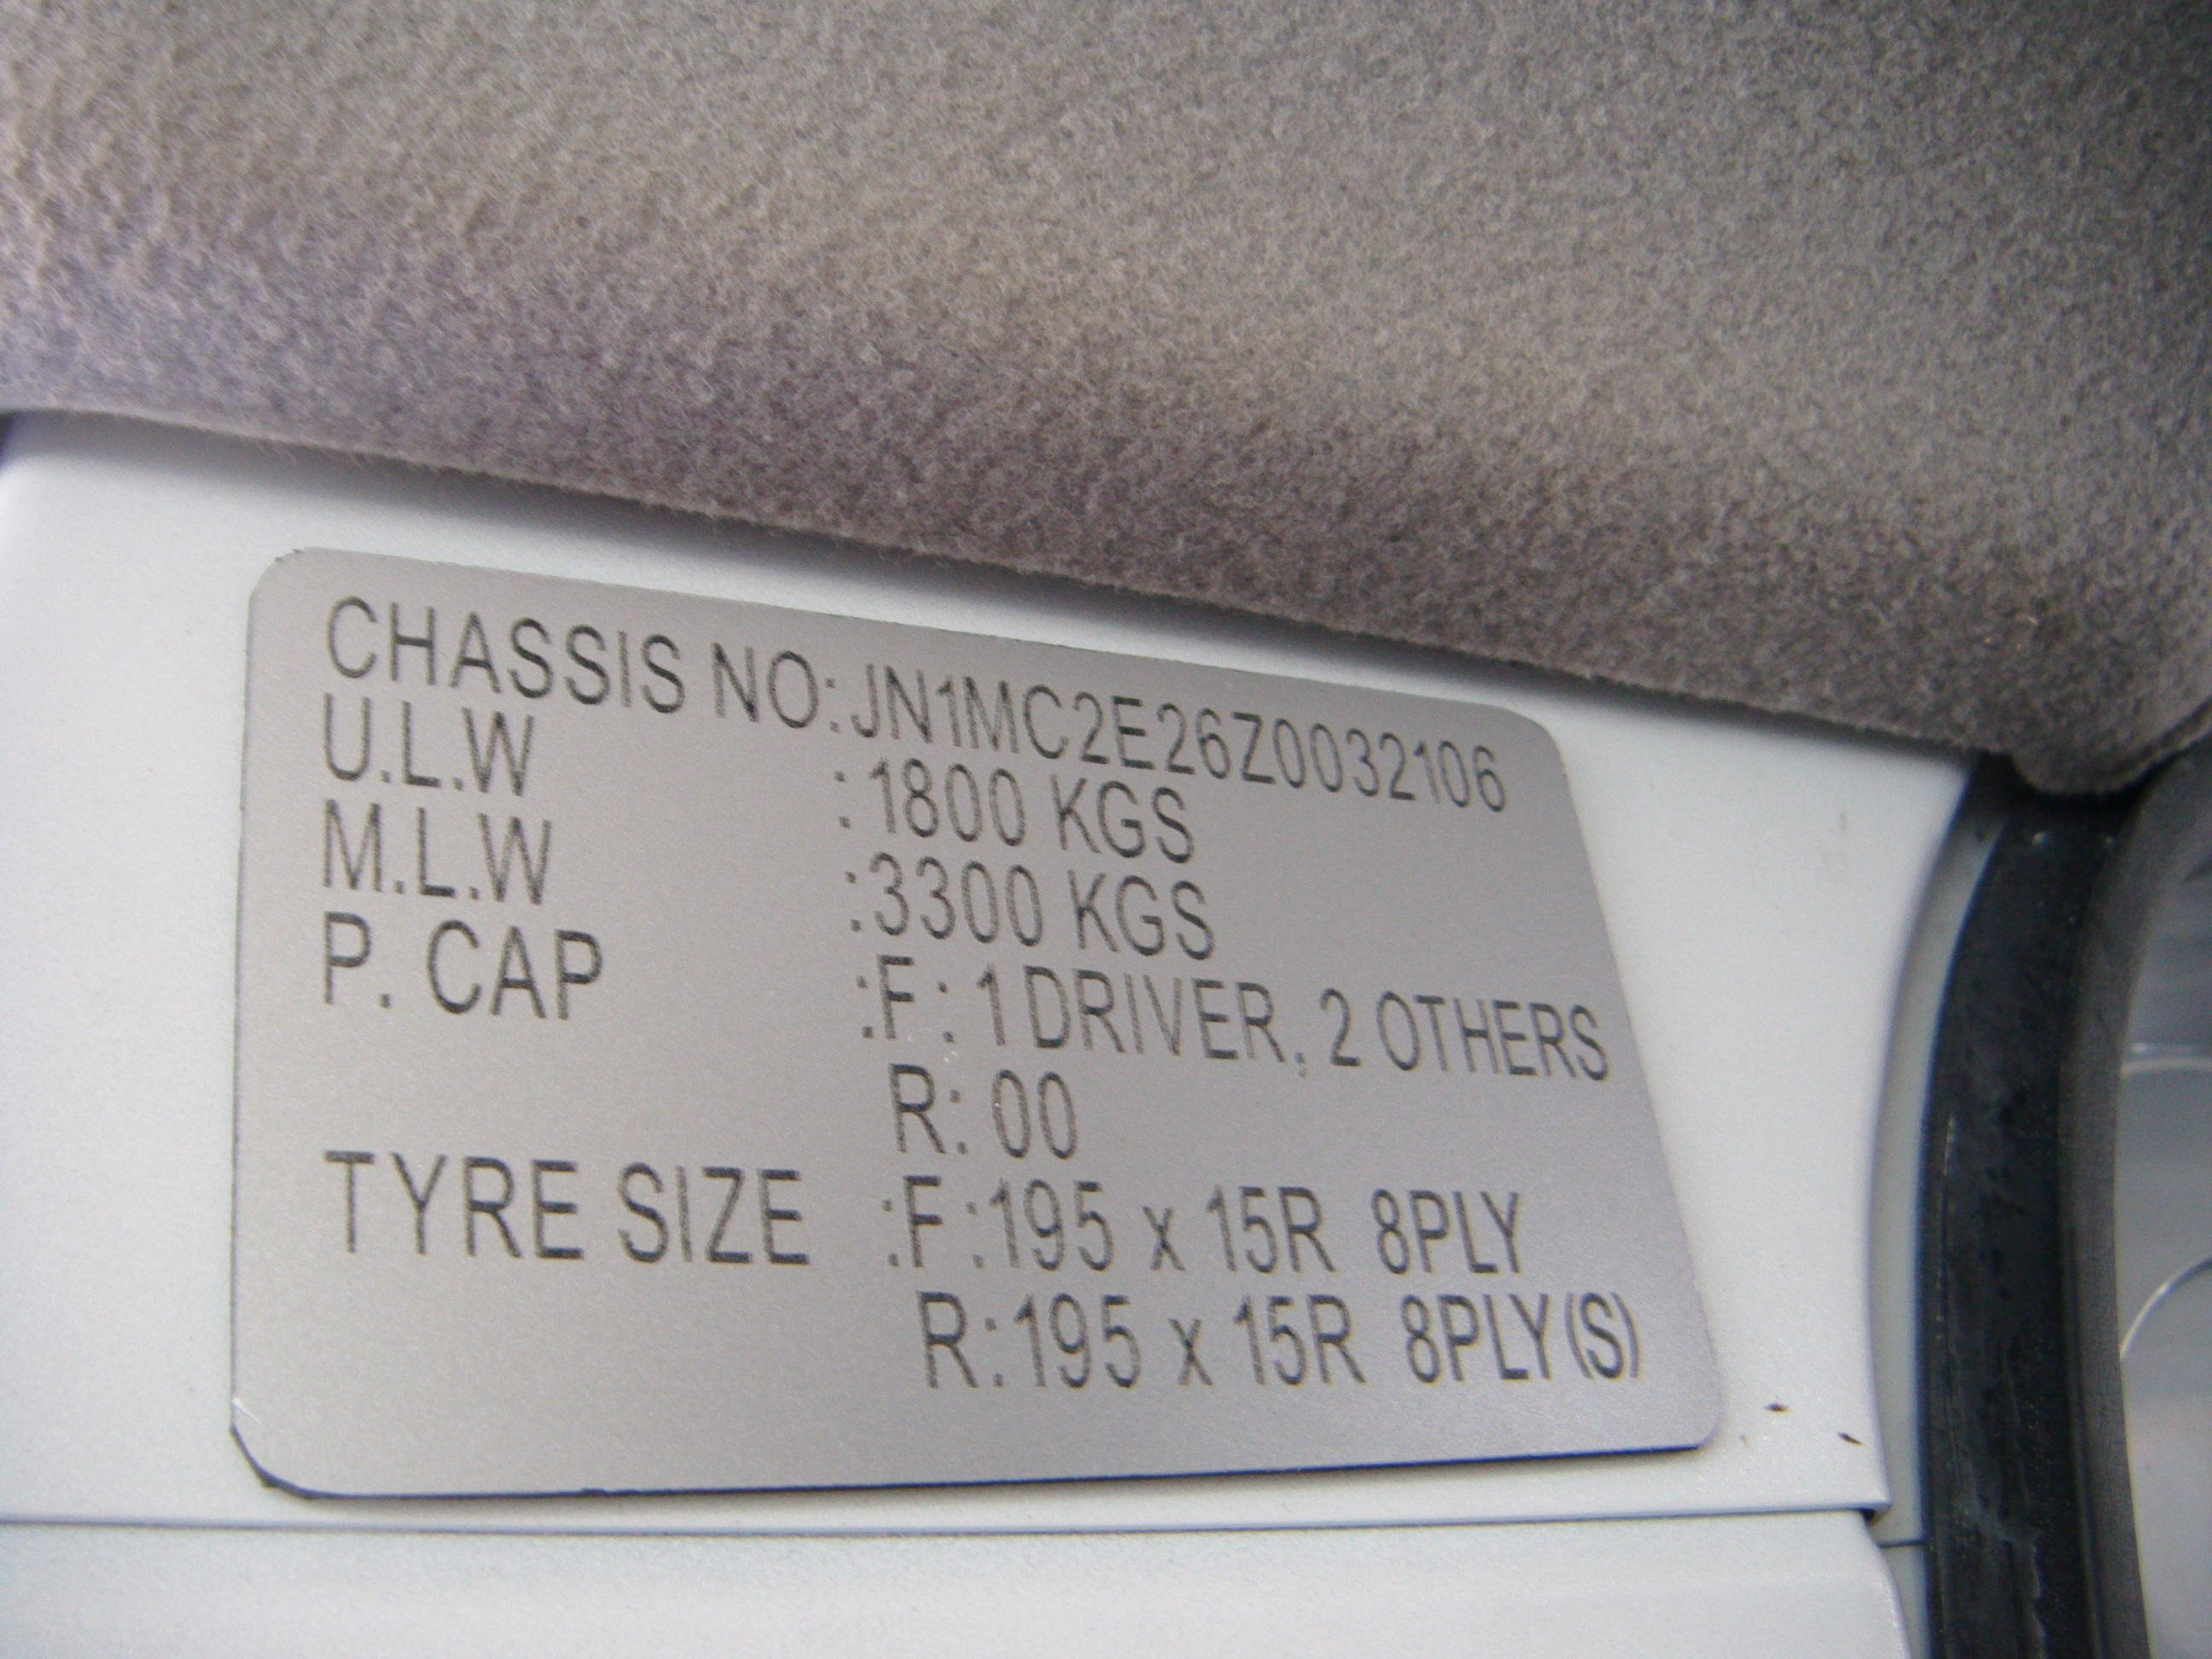 CHASSIS NO:JN1MC2E26Z0032106
U.L.W :1800 KGS
M.L.W :3300 KGS
P. CAP :F: 1 DRIVER, 2 OTHERS
R: 00
TYRE SIZE :F:195 x 15R 8PLY
R:195 x 15R 8PLY(S)